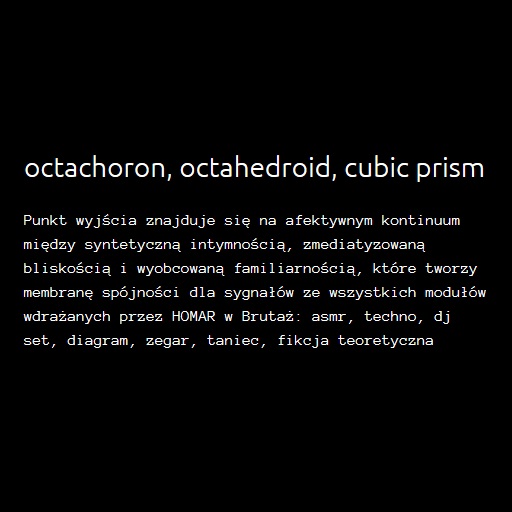 octachoron, octahedroid, cubic prism
Punkt wyjścia znajduje się na afektywnym kontinuum
między syntetyczną intymnością, zmediatyzowaną
bliskością i wyobcowaną familiarnością, które tworzy
membranę spójności dla sygnałów ze wszystkich modułów
wdrażanych przez HOMAR w Brutaż: asmr, techno, dj
set, diagram, zegar, taniec, fikcja teoretyczna